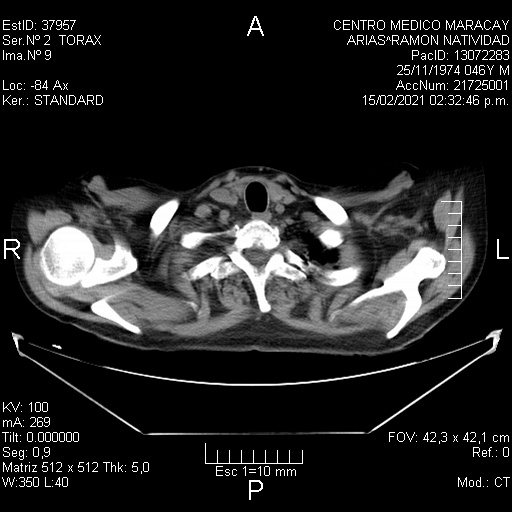 EstID: 37957
Ser.Nº 2 TORAX
Ima.Nº 9
Loc: -84 Ax
Ker.: STANDARD
A
CENTRO MEDICO MARACAY
ARIAS^RAMON NATIVIDAD
PacID: 13072283
25/11/1974 046Y M
AccNum: 21725001
15/02/2021 02:32:46 p.m.
R
L
KV: 100
mA: 269
Tilt: 0.000000
Seg: 0,9
Matriz 512 x 512 Thk: 5,0
W:350 L:40
Esc 1=10 mm
P
FOV: 42,3 x 42,1 cm
Ref.: 0
Mod.: CT